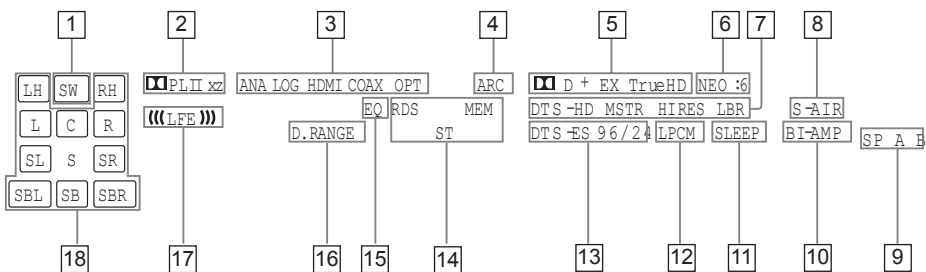 1 2 3 4 5 6 7 8
LH SW RH PLII xz ANALOG HDMI COAX OPT ARC D + EX TrueHD NEO :6
L C R LFE EQ RDS MEM DTS-HD MSTR HIRES LBR S-AIR
D.RANGE ST DTS-ES 96/24 LPCM SLEEP BI-AMP SP A B
SL S SR
SBL SB SBR
18 17 16 15 14 13 12 11 10 9